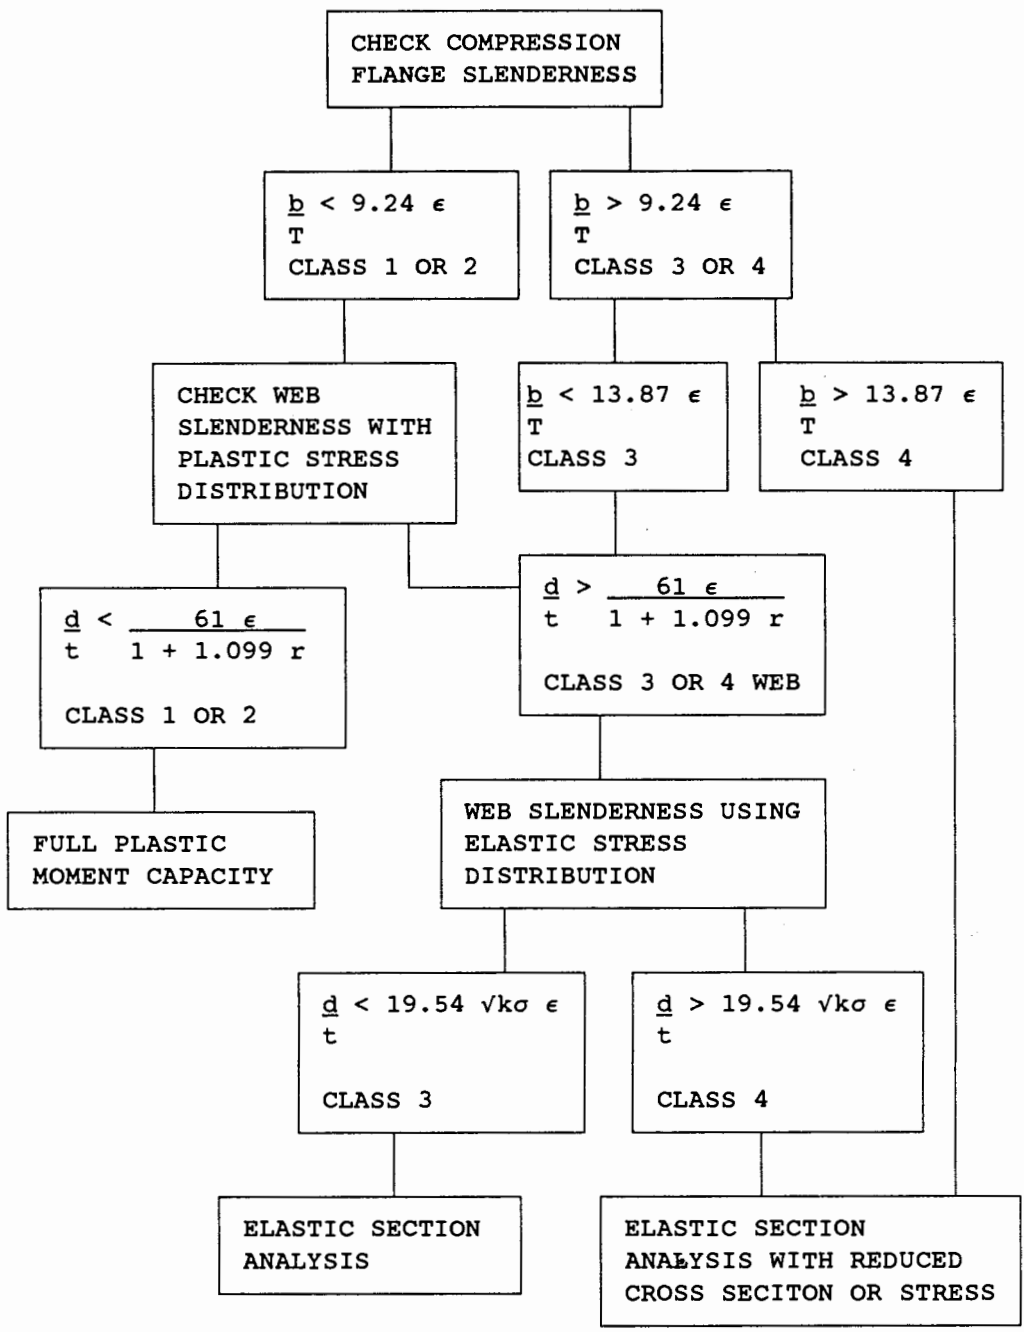 CHECK COMPRESSION
FLANGE SLENDERNESS
b < 9.24 ϵ
T
CLASS 1 OR 2
b > 9.24 ϵ
T
CLASS 3 OR 4
CHECK WEB
SLENDERNESS WITH
PLASTIC STRESS
DISTRIBUTION
b < 13.87 ϵ
T
CLASS 3
b > 13.87 ϵ
T
CLASS 4
d < 61 ϵ
t 1 + 1.099 r
CLASS 1 OR 2
d > 61 ϵ
t 1 + 1.099 r
CLASS 3 OR 4 WEB
FULL PLASTIC
MOMENT CAPACITY
WEB SLENDERNESS USING
ELASTIC STRESS
DISTRIBUTION
d < 19.54 √kσ ϵ
t
CLASS 3
d > 19.54 √kσ ϵ
t
CLASS 4
ELASTIC SECTION
ANALYSIS
ELASTIC SECTION
ANALYSIS WITH REDUCED
CROSS SECITON OR STRESS